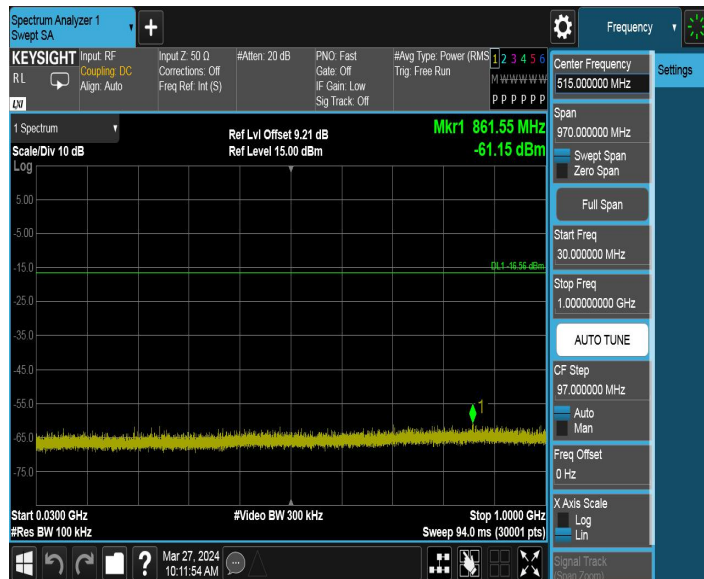 Spectrum Analyzer 1
Swept SA
+
Frequency
KEYSIGHT
RL
LXI
Input: RF
Coupling: DC
Align: Auto
Input Z: 50 Ω
Corrections: Off
Freq Ref: Int (S)
#Atten: 20 dB
PNO: Fast
Gate: Off
IF Gain: Low
Sig Track: Off
#Avg Type: Power (RMS
Trig: Free Run
1 2 3 4 5 6
M W W W W W
P P P P P P
Center Frequency
515.000000 MHz
Settings
Span
970.000000 MHz
Swept Span
Zero Span
Full Span
Start Freq
30.000000 MHz
Stop Freq
1.000000000 GHz
AUTO TUNE
CF Step
97.000000 MHz
Auto
Man
Freq Offset
0 Hz
X Axis Scale
Log
Lin
Signal Track
(Span Zoom)
1 Spectrum
Scale/Div 10 dB
Ref Lvl Offset 9.21 dB
Ref Level 15.00 dBm
Mkr1 861.55 MHz
-61.15 dBm
Log
5.00
-5.00
-15.0
DL1 -16.56 dBm
-25.0
-35.0
-45.0
-55.0
1
-65.0
-75.0
Start 0.0300 GHz
#Res BW 100 kHz
#Video BW 300 kHz
Stop 1.0000 GHz
Sweep 94.0 ms (30001 pts)
?
Mar 27, 2024
10:11:54 AM